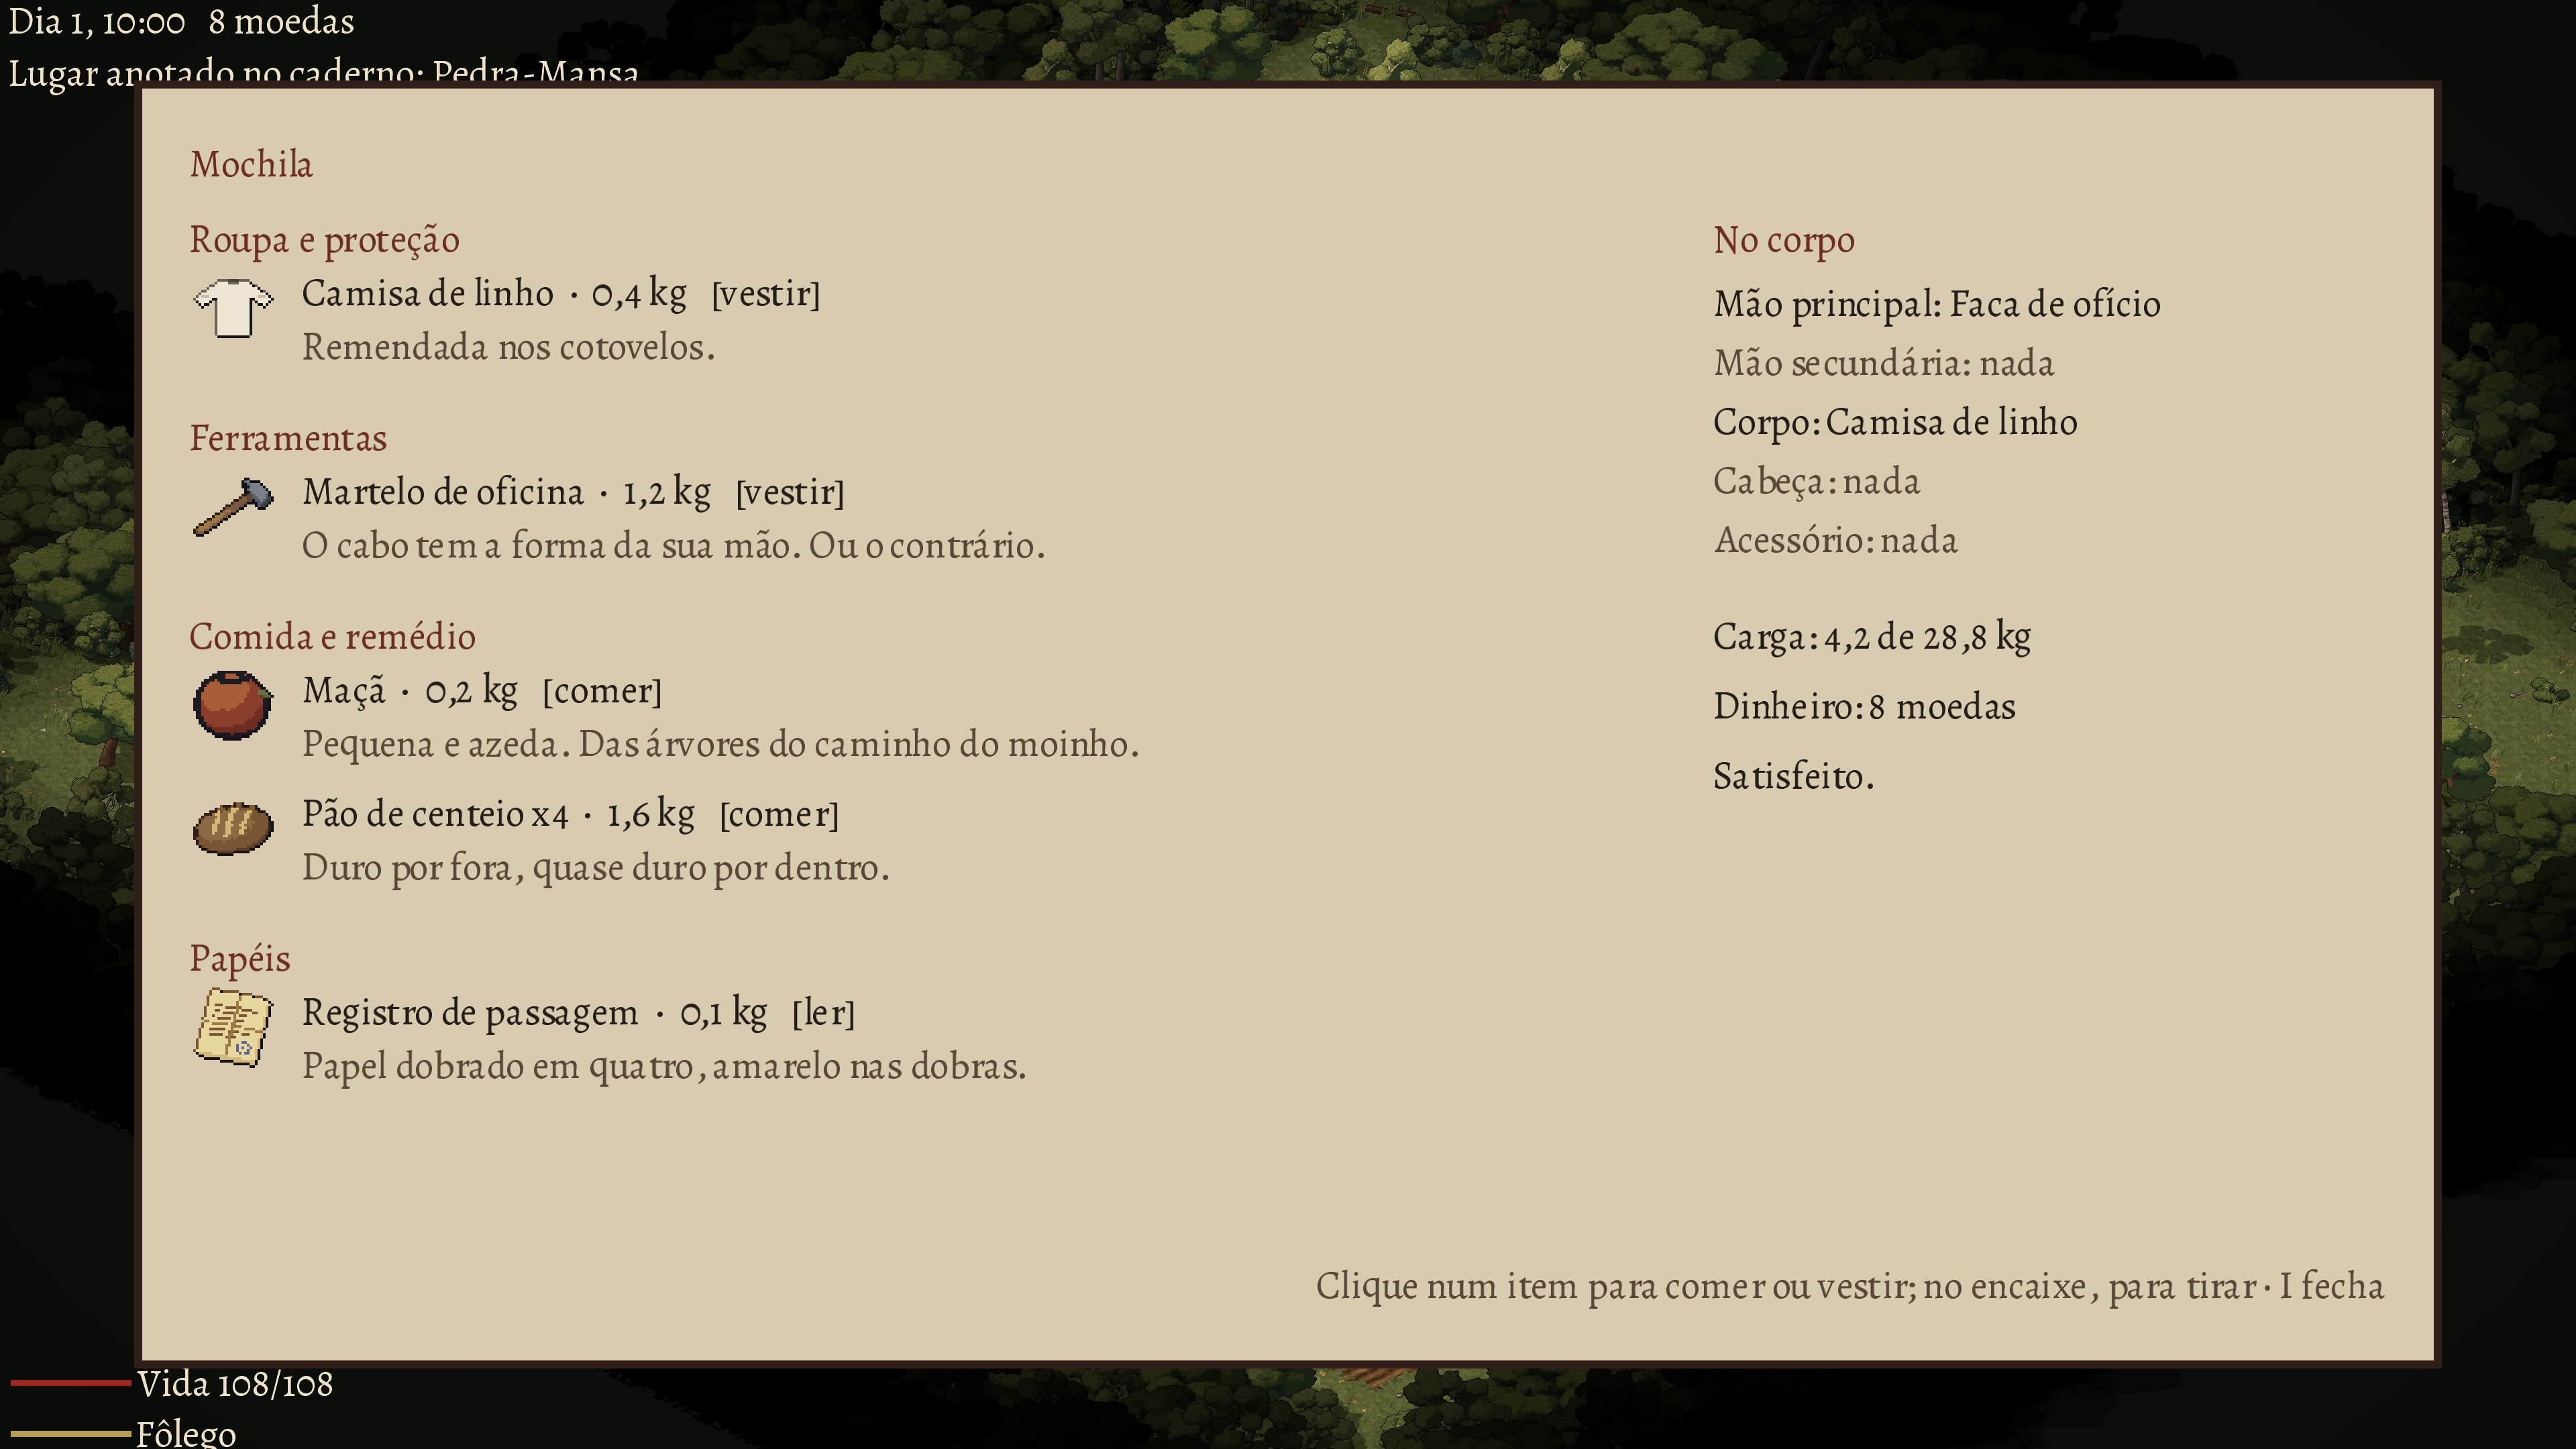 Dia 1, 10:00 8 moedas
Lugar anotado no caderno: Pedra-Mansa
Mochila
Roupa e proteção
Camisa de linho · 0,4 kg [vestir]
Remendada nos cotovelos.
Ferramentas
Martelo de oficina · 1,2 kg [vestir]
O cabo tem a forma da sua mão. Ou o contrário.
Comida e remédio
Maçã · 0,2 kg [comer]
Pequena e azeda. Das árvores do caminho do moinho.
Pão de centeio x4 · 1,6 kg [comer]
Duro por fora, quase duro por dentro.
Papéis
Registro de passagem · 0,1 kg [ler]
Papel dobrado em quatro, amarelo nas dobras.
No corpo
Mão principal: Faca de ofício
Mão secundária: nada
Corpo: Camisa de linho
Cabeça: nada
Acessório: nada
Carga: 4,2 de 28,8 kg
Dinheiro: 8 moedas
Satisfeito.
Clique num item para comer ou vestir; no encaixe, para tirar · I fecha
Vida 108/108
Fôlego